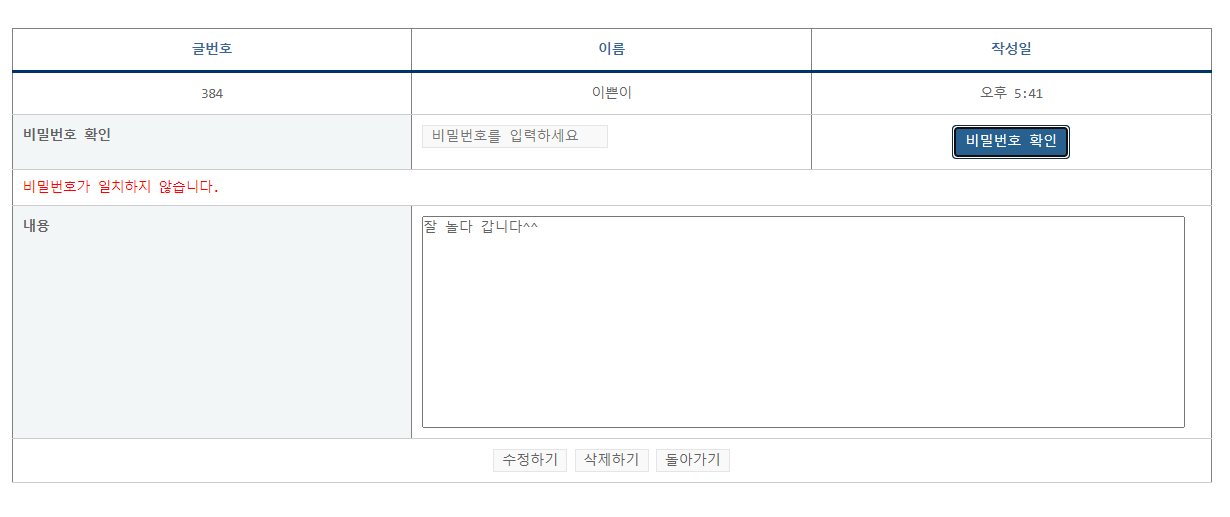 글번호 이름 작성일
384 이쁜이 오후 5:41
비밀번호 확인 비밀번호를 입력하세요 비밀번호 확인
비밀번호가 일치하지 않습니다.
내용 잘 놀다 갑니다^^
수정하기 삭제하기 돌아가기